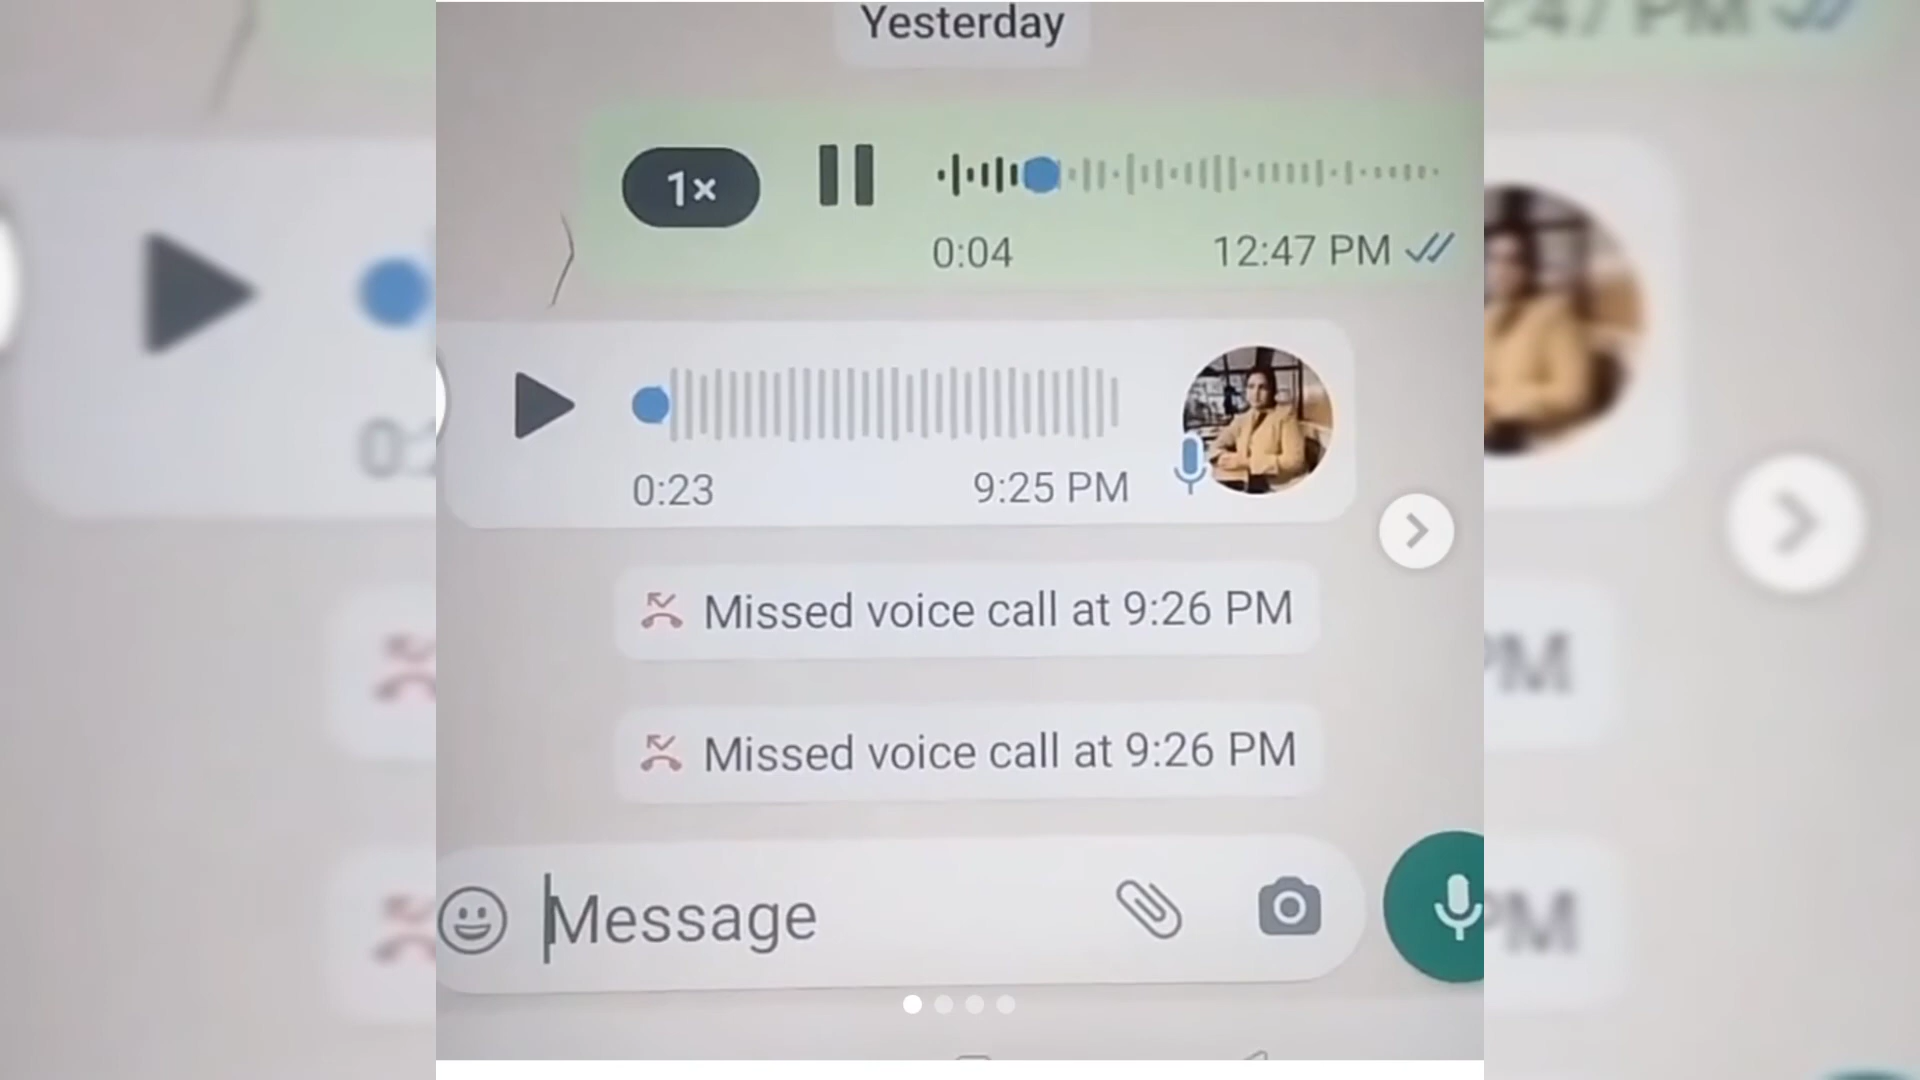 Yesterday
1×
0:04 12:47 PM
0:23 9:25 PM
Missed voice call at 9:26 PM
Missed voice call at 9:26 PM
Message